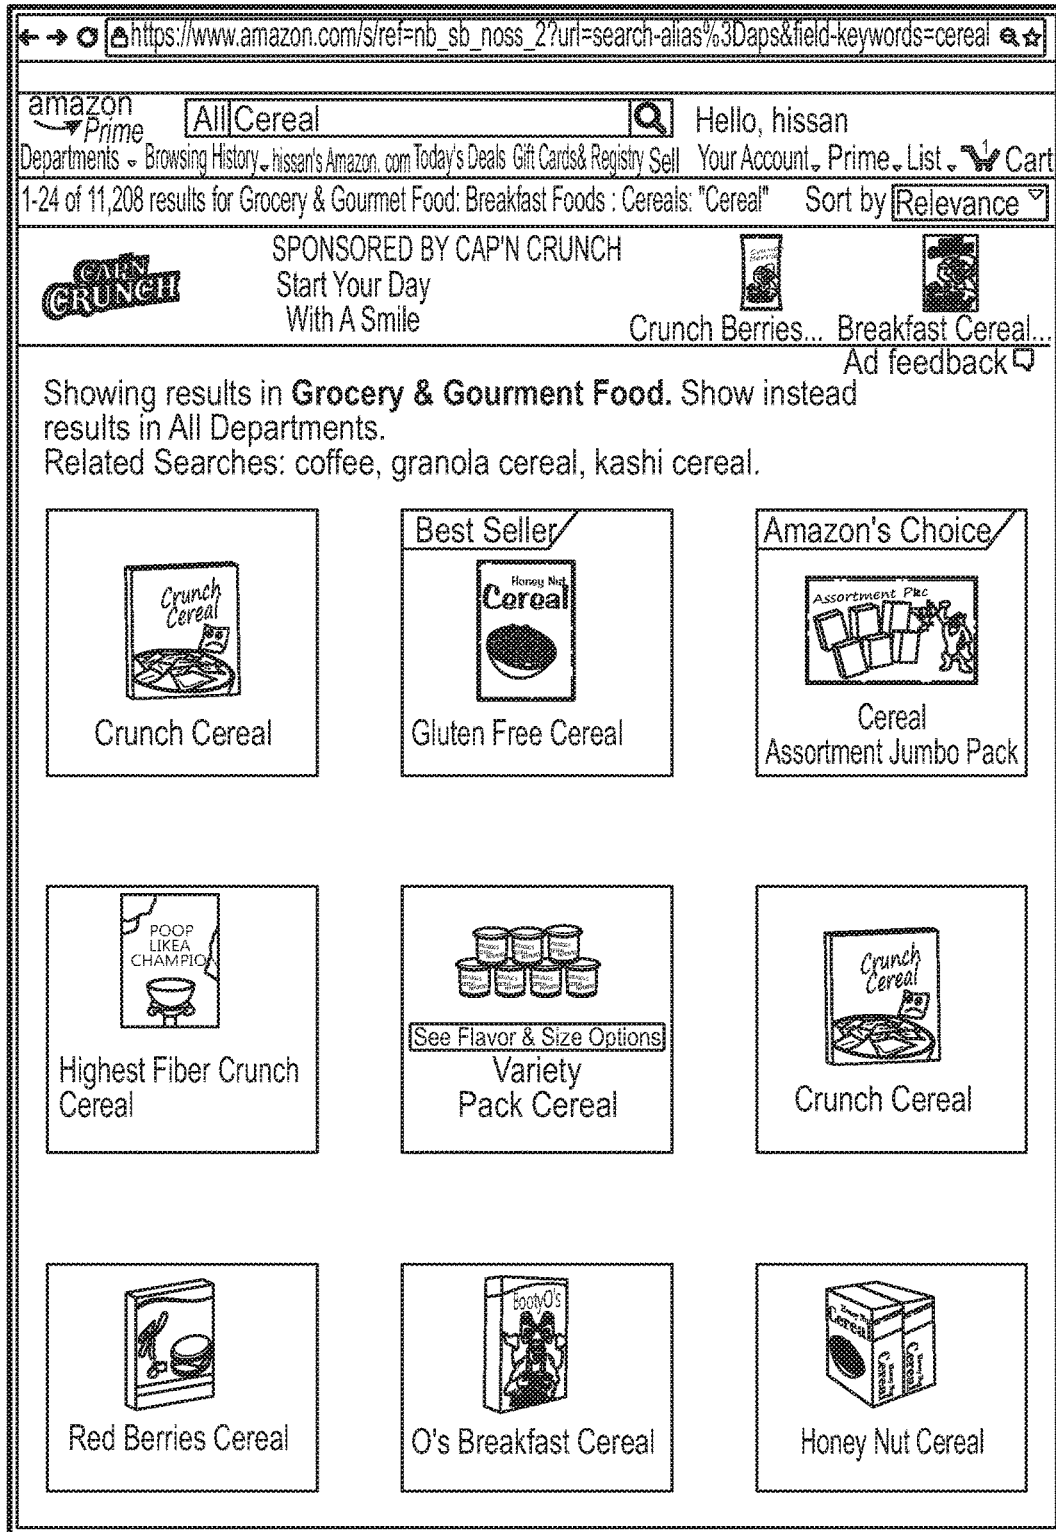 https://www.amazon.com/s/ref=nb_sb_noss_2?url=search-alias%3Daps&field-keywords=cereal
amazon
Prime
All Cereal
Hello, hissan
Departments Browsing History hissan's Amazon. com Today's Deals Gift Cards& Registry Sell Your Account Prime List 1 Cart
1-24 of 11,208 results for Grocery & Gourmet Food: Breakfast Foods : Cereals: "Cereal" Sort by Relevance
CAP'N
CRUNCH
SPONSORED BY CAP'N CRUNCH
Start Your Day
With A Smile
Crunch Berries... Breakfast Cereal...
Ad feedback
Showing results in Grocery & Gourment Food. Show instead
results in All Departments.
Related Searches: coffee, granola cereal, kashi cereal.
Crunch
Cereal
Crunch Cereal
Best Seller
Honey Nut
Cereal
Gluten Free Cereal
Amazon's Choice
Assortment
Cereal
Assortment Jumbo Pack
POOP
LIKEA
CHAMPION
Highest Fiber Crunch
Cereal
See Flavor & Size Options
Variety
Pack Cereal
Crunch
Cereal
Crunch Cereal
Red Berries Cereal
BootyO's
O's Breakfast Cereal
Honey Nut
Cereal
Honey Nut Cereal